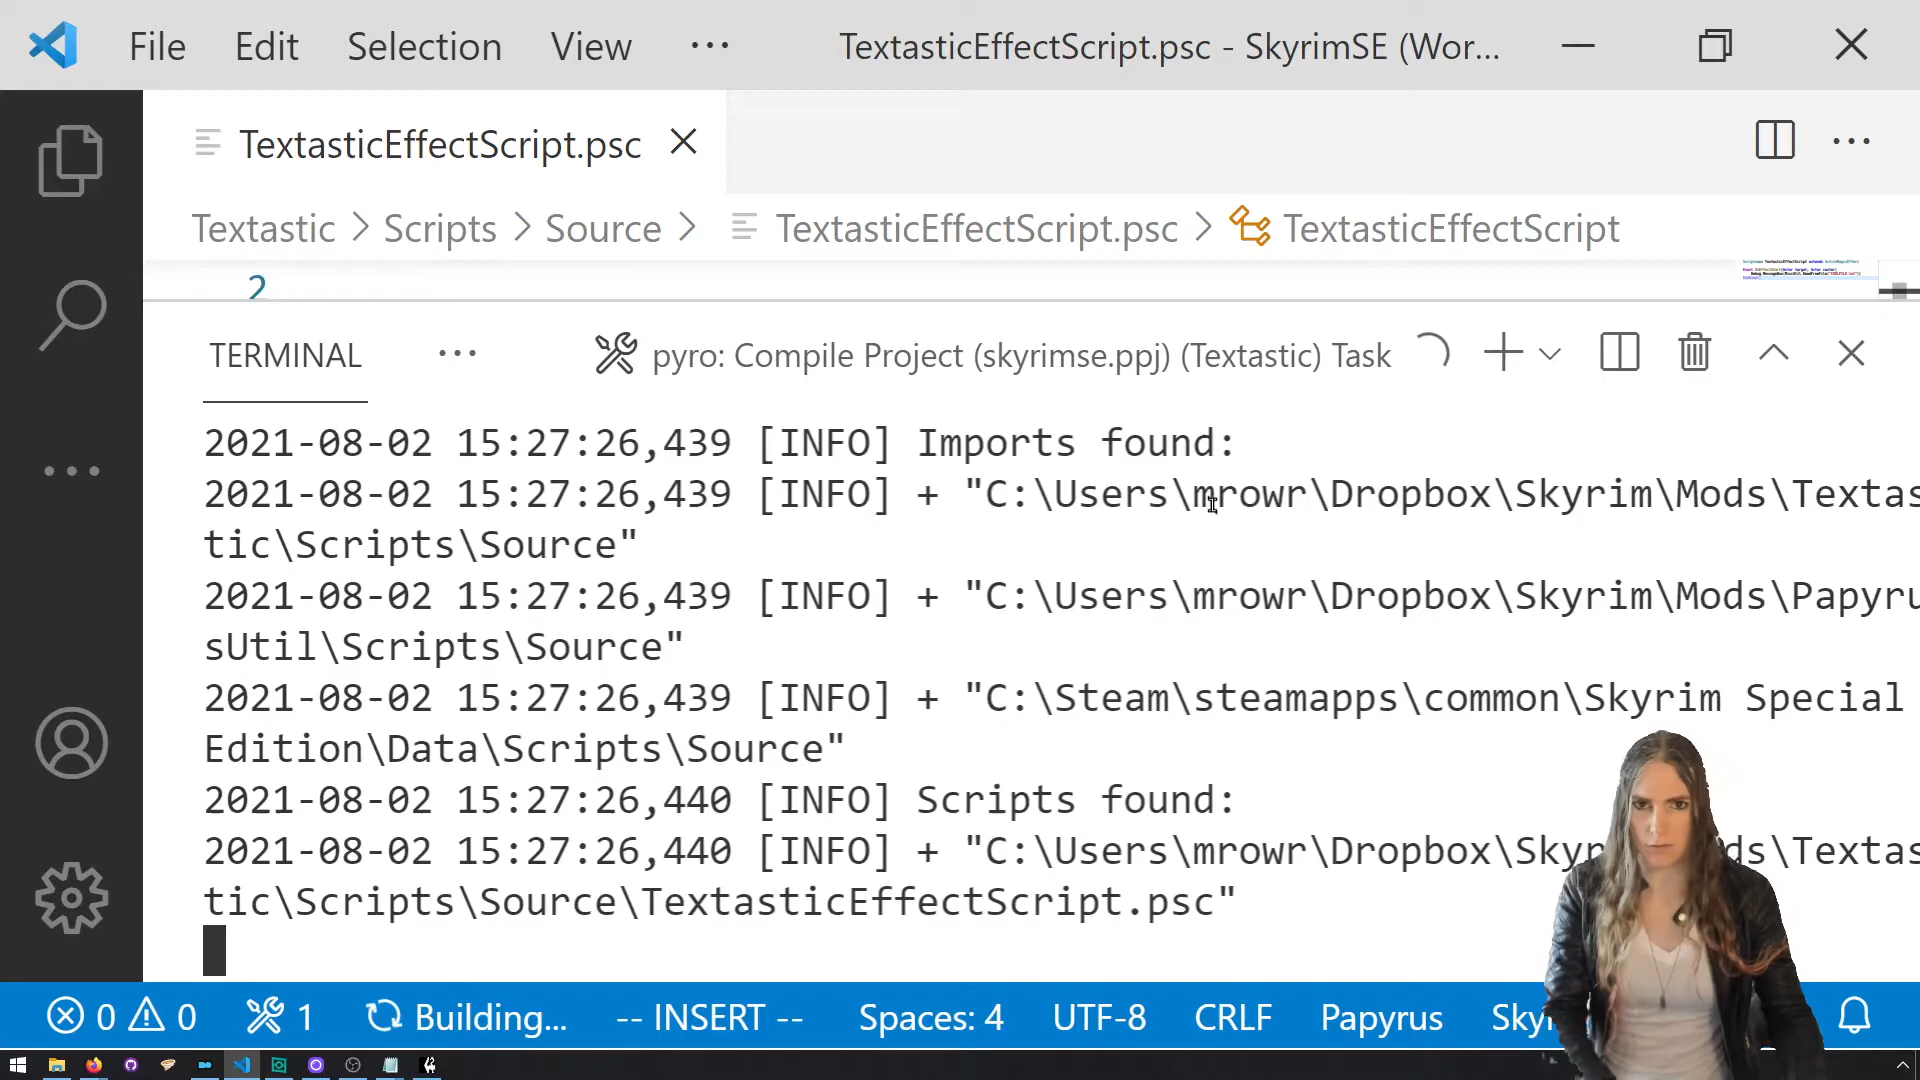 File Edit Selection View ··· TextasticEffectScript.psc - SkyrimSE (Wor...
TextasticEffectScript.psc
Textastic > Scripts > Source > TextasticEffectScript.psc > TextasticEffectScript
2
TERMINAL ··· pyro: Compile Project (skyrimse.ppj) (Textastic) Task
2021-08-02 15:27:26,439 [INFO] Imports found:
2021-08-02 15:27:26,439 [INFO] + "C:\Users\mrowr\Dropbox\Skyrim\Mods\Textas
tic\Scripts\Source"
2021-08-02 15:27:26,439 [INFO] + "C:\Users\mrowr\Dropbox\Skyrim\Mods\Papyru
sUtil\Scripts\Source"
2021-08-02 15:27:26,439 [INFO] + "C:\Steam\steamapps\common\Skyrim Special
Edition\Data\Scripts\Source"
2021-08-02 15:27:26,440 [INFO] Scripts found:
2021-08-02 15:27:26,440 [INFO] + "C:\Users\mrowr\Dropbox\Skyr ds\Textas
tic\Scripts\Source\TextasticEffectScript.psc"
0 0 1 Building... -- INSERT -- Spaces: 4 UTF-8 CRLF Papyrus Sky